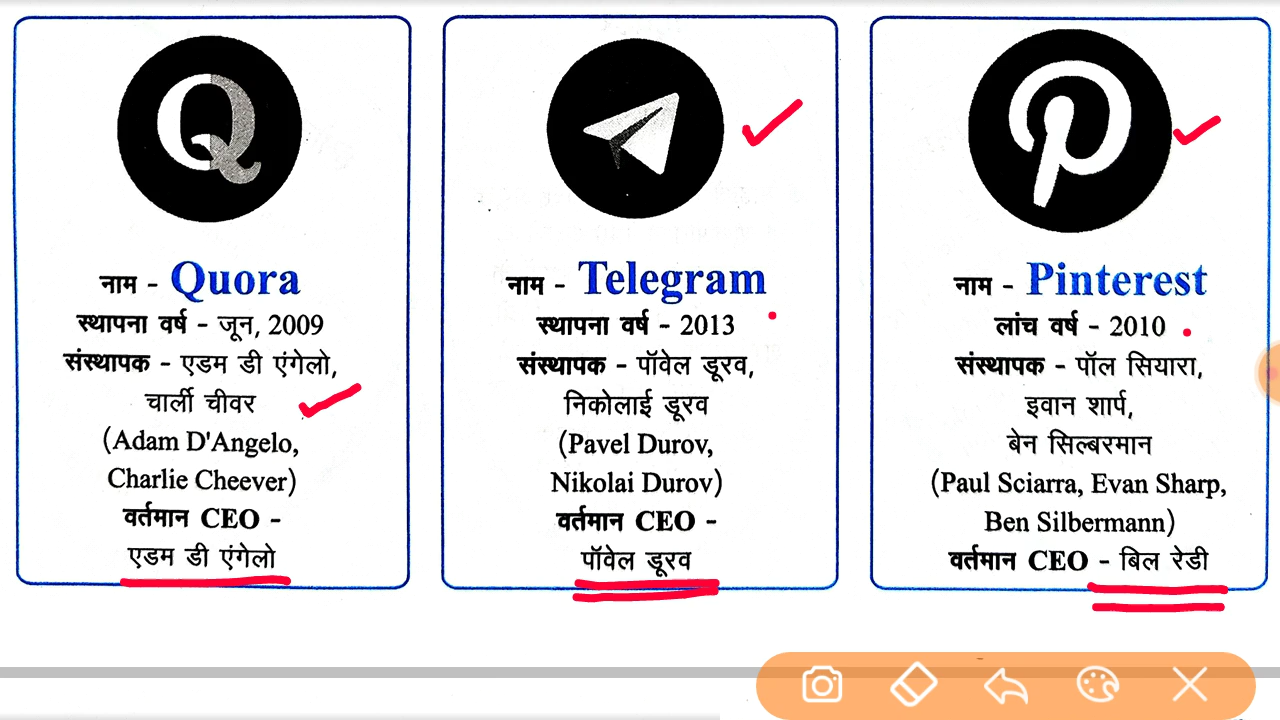 नाम - Quora
स्थापना वर्ष - जून, 2009
संस्थापक - एडम डी एंगेलो,
चार्ली चीवर
(Adam D'Angelo,
Charlie Cheever)
वर्तमान CEO -
एडम डी एंगेलो
नाम - Telegram
स्थापना वर्ष - 2013
संस्थापक - पॉवेल डूरव,
निकोलाई डूरव
(Pavel Durov,
Nikolai Durov)
वर्तमान CEO -
पॉवेल डूरव
नाम - Pinterest
लांच वर्ष - 2010
संस्थापक - पॉल सियारा,
इवान शार्प,
बेन सिल्बरमान
(Paul Sciarra, Evan Sharp,
Ben Silbermann)
वर्तमान CEO - बिल रेडी